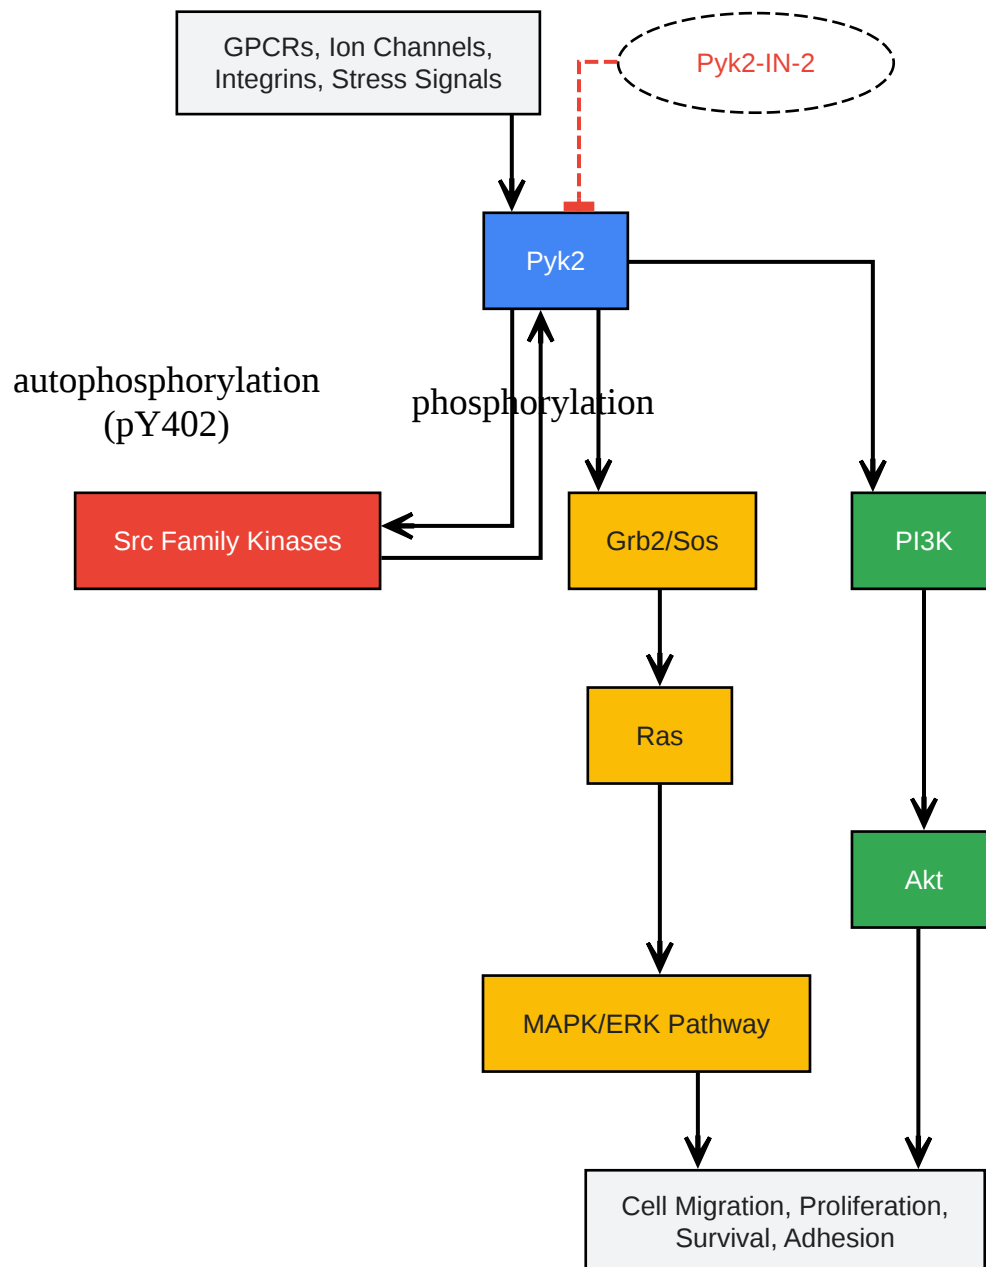 GPCRs, Ion Channels,
Integrins, Stress Signals
Pyk2-IN-2
Pyk2
autophosphorylation
(pY402)
phosphorylation
Src Family Kinases
Grb2/Sos
PI3K
Ras
Akt
MAPK/ERK Pathway
Cell Migration, Proliferation,
Survival, Adhesion